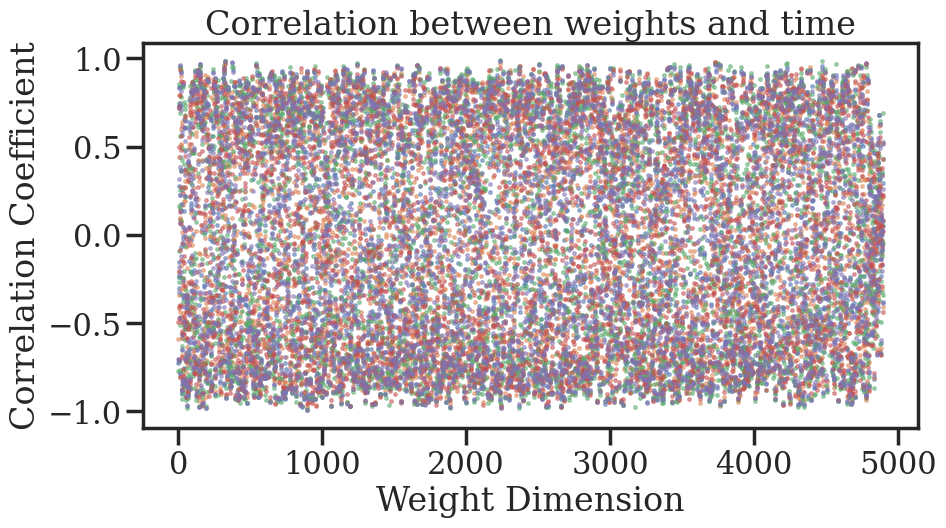 Correlation between weights and time
Correlation Coefficient
1.0
0.5
0.0
−0.5
−1.0
0 1000 2000 3000 4000 5000
Weight Dimension